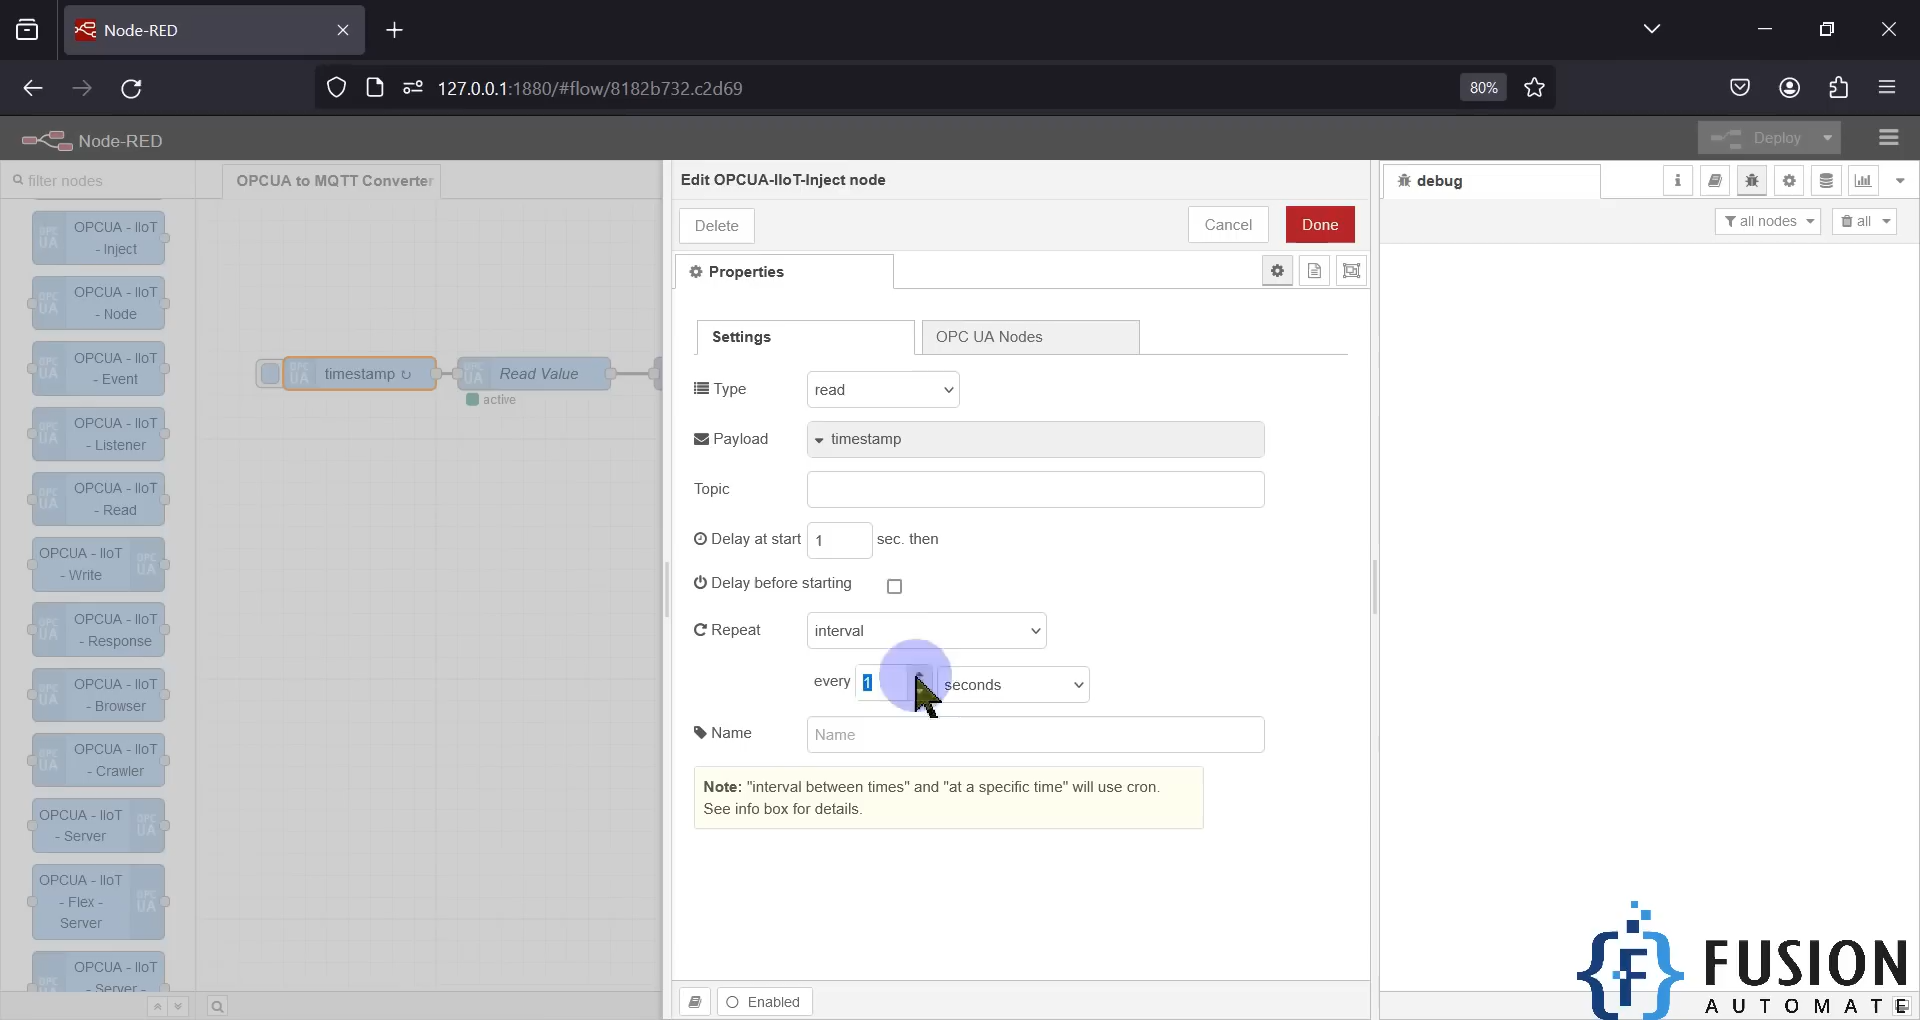 Node-RED
127.0.0.1:1880/#flow/8182b732.c2d69
80%
Node-RED
Deploy
filter nodes
OPCUA to MQTT Converter
Edit OPCUA-IIoT-Inject node
debug
Delete
Cancel
Done
all nodes
all
Properties
OPCUA - IIoT
- Inject
OPCUA - IIoT
- Node
OPCUA - IIoT
- Event
OPCUA - IIoT
- Listener
OPCUA - IIoT
- Read
OPCUA - IIoT
- Write
OPCUA - IIoT
- Response
OPCUA - IIoT
- Browser
OPCUA - IIoT
- Crawler
OPCUA - IIoT
- Server
OPCUA - IIoT
- Flex -
Server
OPCUA - IIoT
- Server -
OPC UA timestamp
OPC UA Read Value
active
Settings
OPC UA Nodes
Type
read
Payload
timestamp
Topic
Delay at start 1 sec. then
Delay before starting
Repeat
interval
every 1 seconds
Name
Name
Note: "interval between times" and "at a specific time" will use cron.
See info box for details.
Enabled
FUSION
AUTOMATE